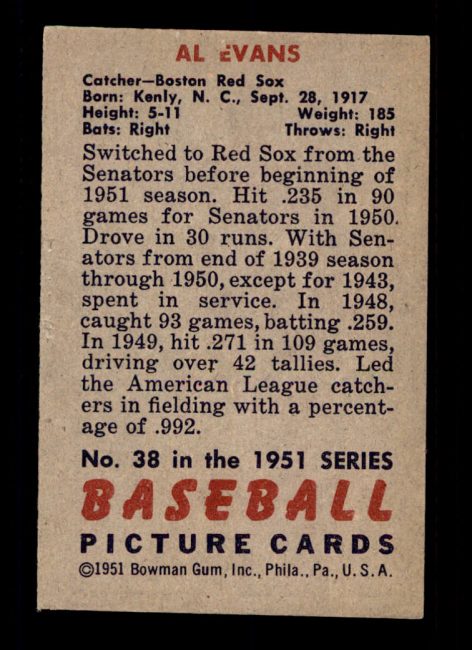 AL EVANS
Catcher—Boston Red Sox
Born: Kenly, N. C., Sept. 28, 1917
Height: 5-11 Weight: 185
Bats: Right Throws: Right
Switched to Red Sox from the
Senators before beginning of
1951 season. Hit .235 in 90
games for Senators in 1950.
Drove in 30 runs. With Sen-
ators from end of 1939 season
through 1950, except for 1943,
spent in service. In 1948,
caught 93 games, batting .259.
In 1949, hit .271 in 109 games,
driving over 42 tallies. Led
the American League catch-
ers in fielding with a percent-
age of .992.
No. 38 in the 1951 SERIES
BASEBALL
PICTURE CARDS
©1951 Bowman Gum, Inc., Phila., Pa., U. S. A.